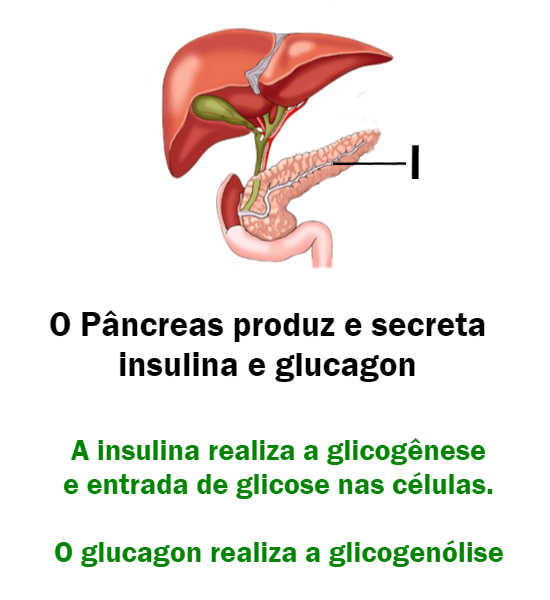 I
O Pâncreas produz e secreta
insulina e glucagon
A insulina realiza a glicogênese
e entrada de glicose nas células.
O glucagon realiza a glicogenólise